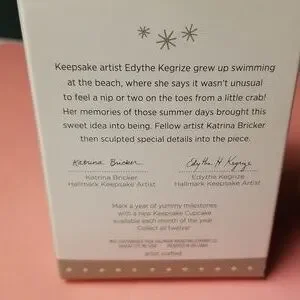 Keepsake artist Edythe Kegrize grew up swimming
at the beach, where she says it wasn't unusual
to feel a nip or two on the toes from a little crab!
Her memories of those summer days brought this
sweet idea into being. Fellow artist Katrina Bricker
then sculpted special details into the piece.
Katrina Bricker
Edythe H Kegrize
Katrina Bricker
Hallmark Keepsake Artist
Edythe Kegrize
Hallmark Keepsake Artist
Mark a year of yummy milestones
with a new Keepsake Cupcake
available each month of the year.
Collect all twelve!
artist crafted